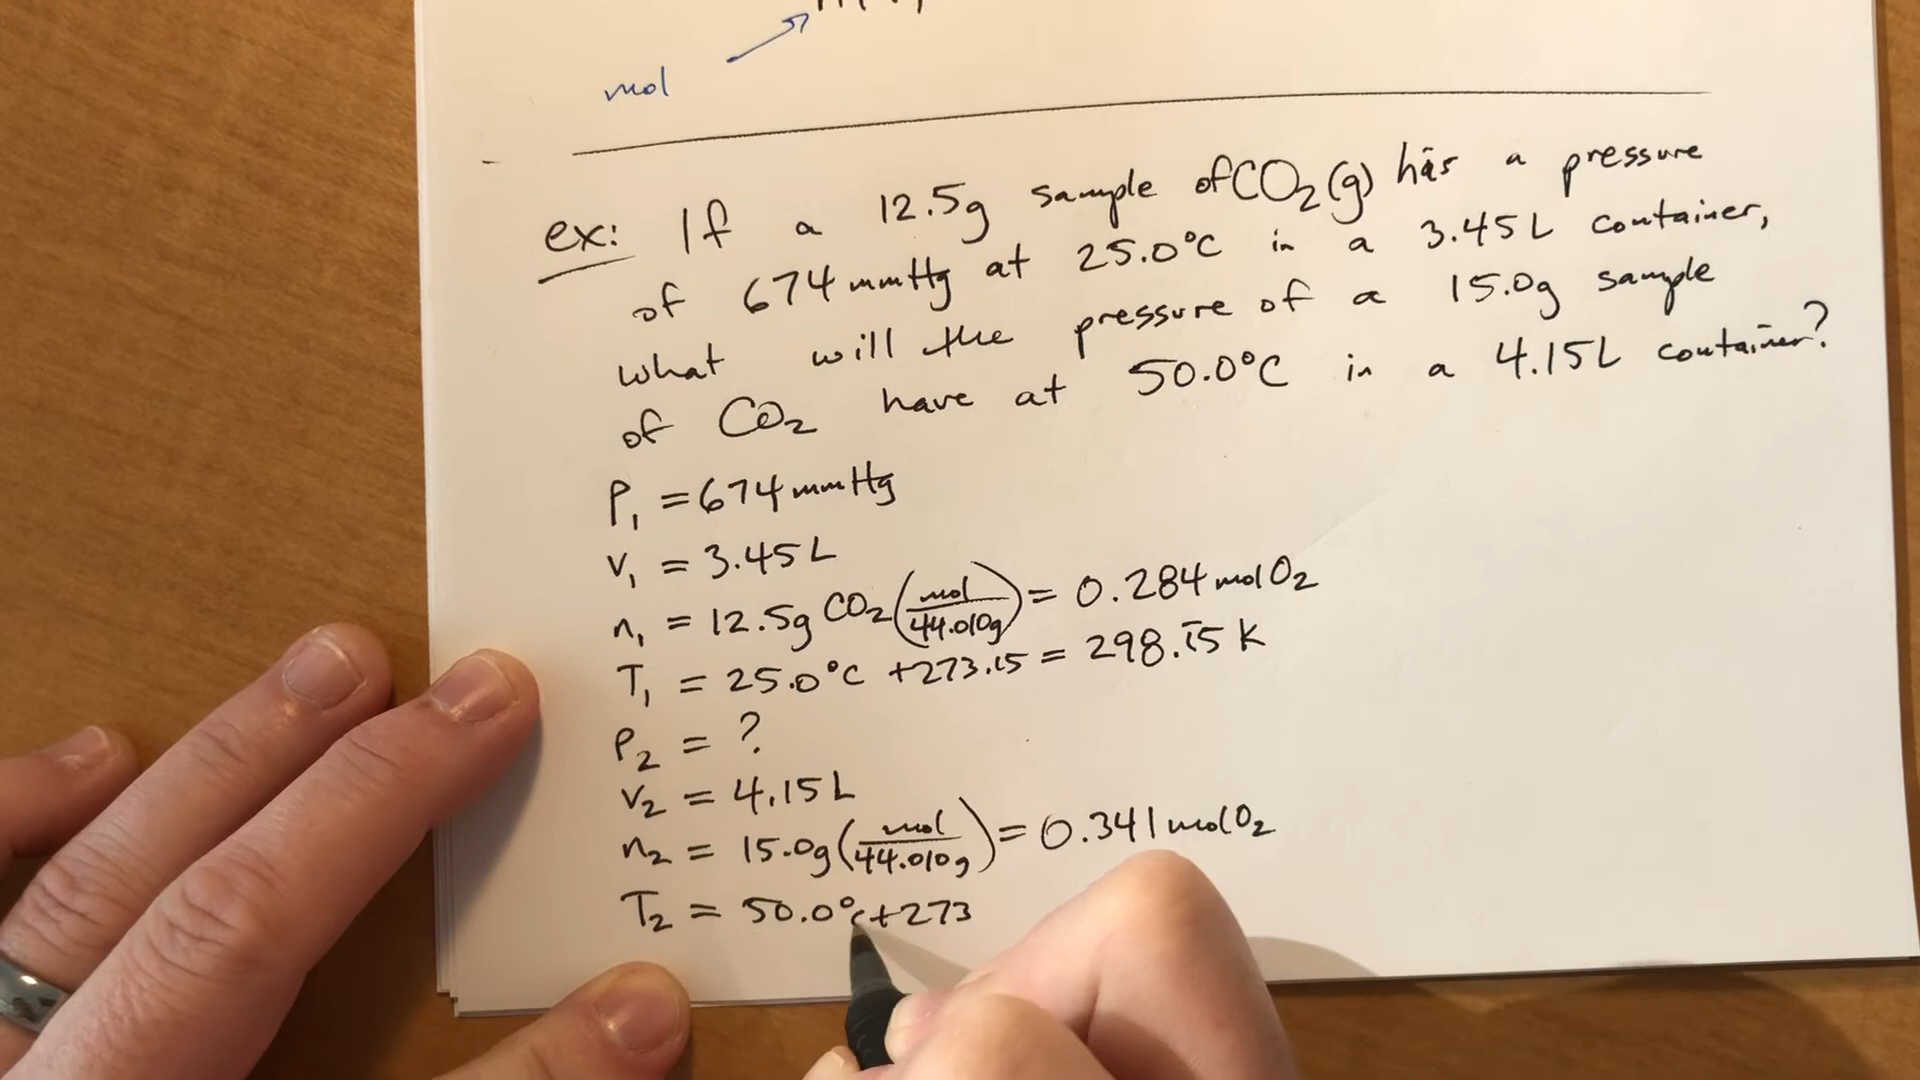 mol
ex: If a 12.5g sample of CO₂(g) has a pressure
of 674 mmHg at 25.0°C in a 3.45L container,
what will the pressure of a 15.0g sample
of CO₂ have at 50.0°C in a 4.15L container?
P₁ = 674 mmHg
V₁ = 3.45L
n₁ = 12.5g CO₂(mol/44.010g) = 0.284 mol O₂
T₁ = 25.0°C +273.15 = 298.15 K
P₂ = ?
V₂ = 4.15L
n₂ = 15.0g(mol/44.010g) = 0.341 mol O₂
T₂ = 50.0°C+273